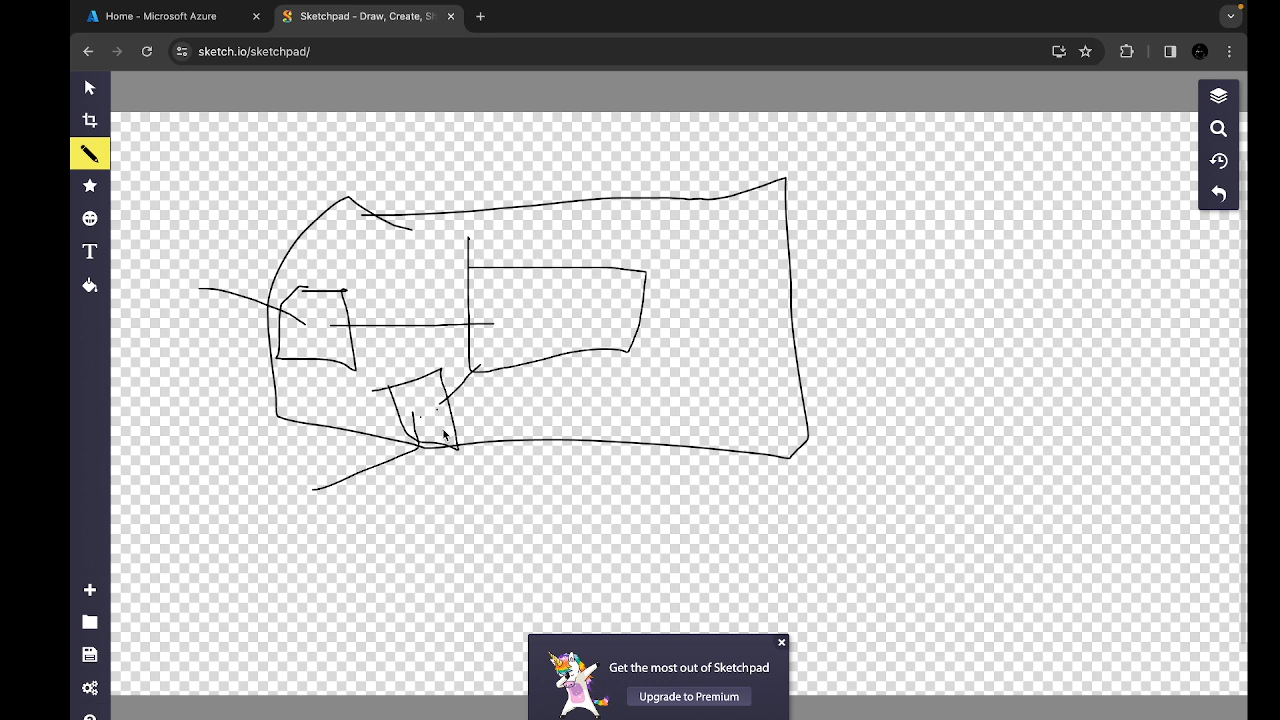 Home - Microsoft Azure
Sketchpad - Draw, Create, Sh
sketch.io/sketchpad/
T
Get the most out of Sketchpad
Upgrade to Premium